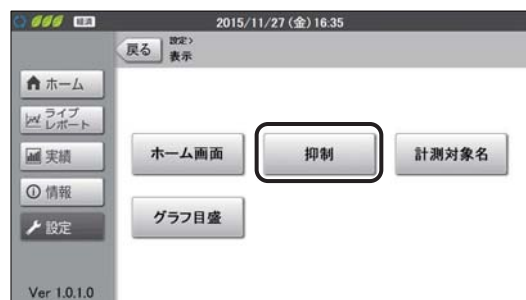 経済
2015/11/27 (金) 16:35
戻る
設定>
表示
ホーム
ライブ
レポート
実績
情報
設定
ホーム画面
抑制
計測対象名
グラフ目盛
Ver 1.0.1.0